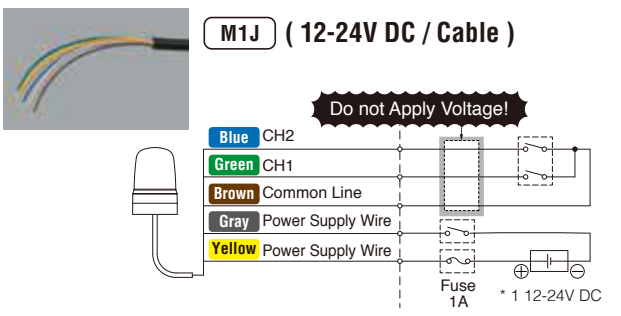 M1J ( 12-24V DC / Cable )
Do not Apply Voltage!
Blue CH2
Green CH1
Brown Common Line
Gray Power Supply Wire
Yellow Power Supply Wire
Fuse
1A
⊕ ⊖
* 1 12-24V DC